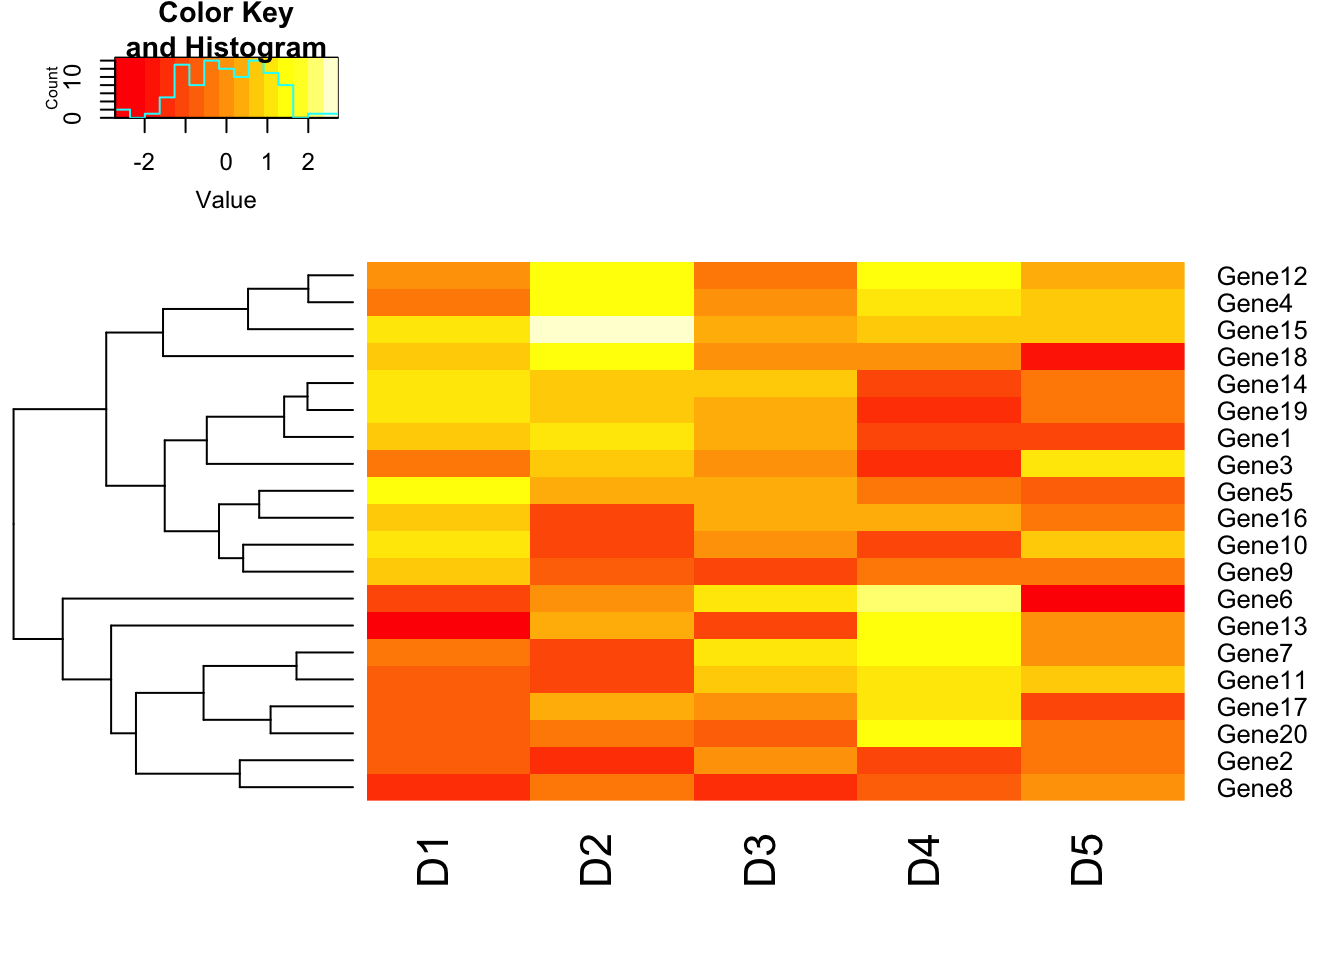 Color Key
and Histogram
Count
0 10
-2 0 1 2
Value
Gene12
Gene4
Gene15
Gene18
Gene14
Gene19
Gene1
Gene3
Gene5
Gene16
Gene10
Gene9
Gene6
Gene13
Gene7
Gene11
Gene17
Gene20
Gene2
Gene8
D1 D2 D3 D4 D5